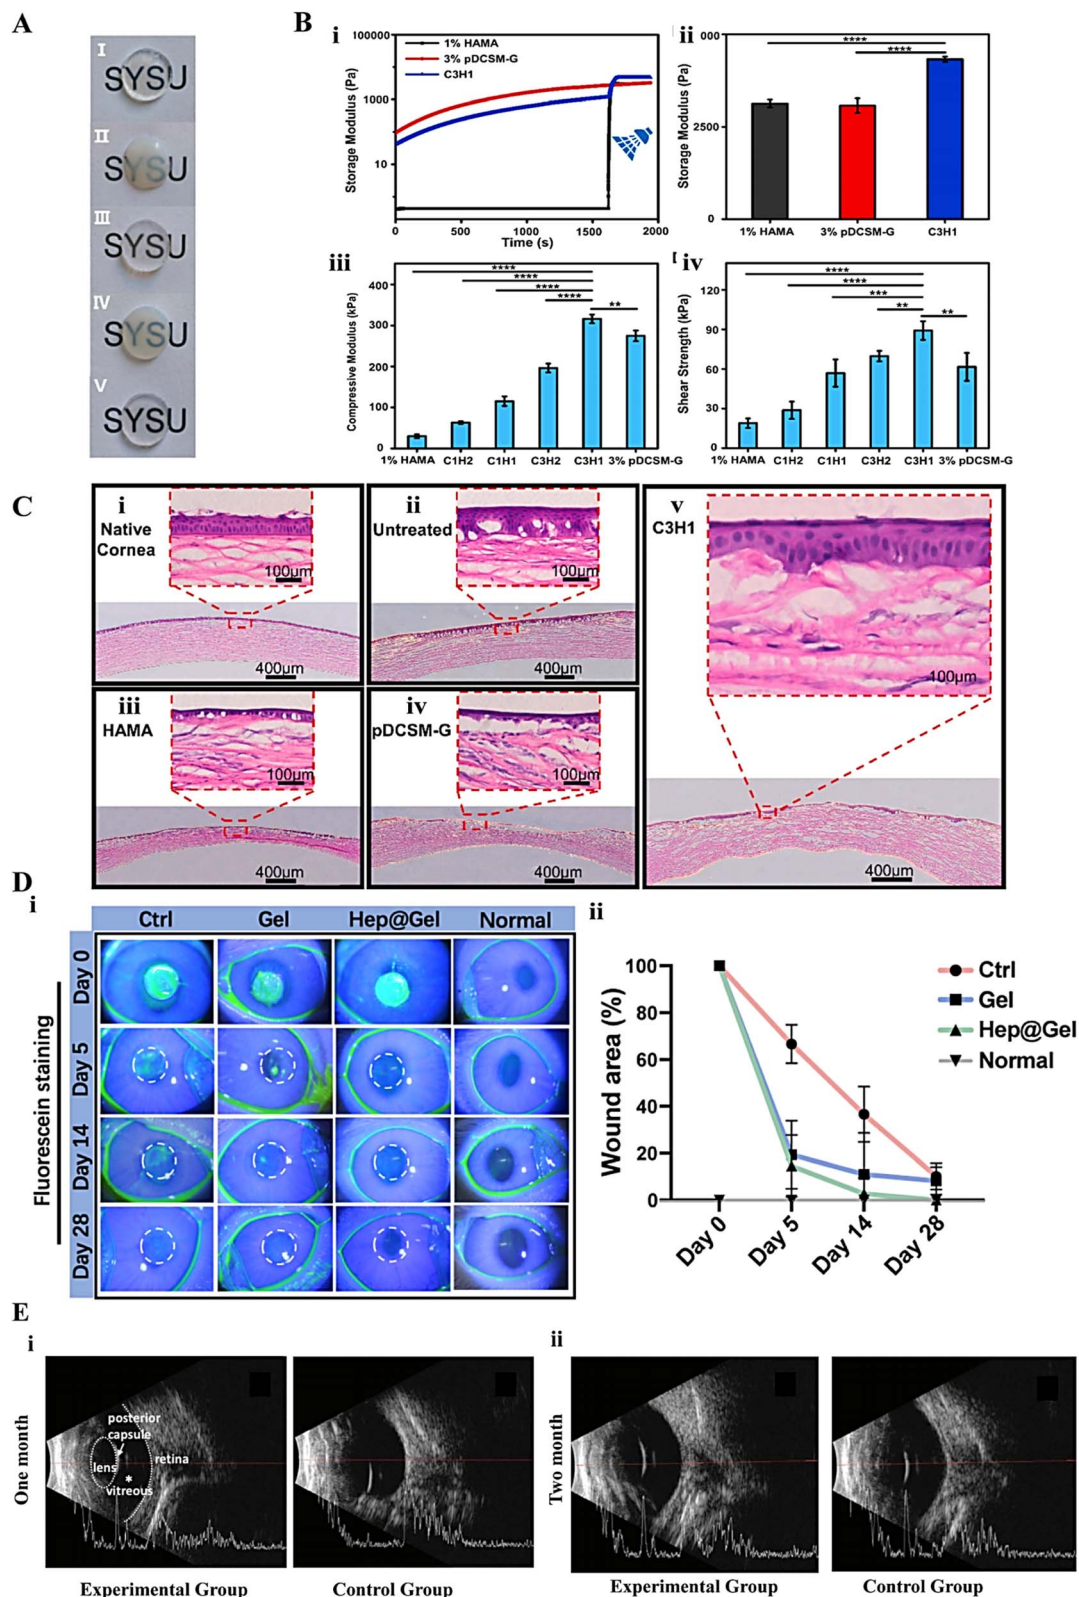 A
I
SYSU
II
SYSU
III
SYSU
IV
SYSU
V
SYSU
B
i
Storage Modulus (Pa)
100000
1000
10
1% HAMA
3% pDCSM-G
C3H1
0
500
1000
1500
2000
Time (s)
ii
Storage Modulus (Pa)
000
2500
0
****
****
1% HAMA
3% pDCSM-G
C3H1
iii
Compressive Modulus (kPa)
400
300
200
100
0
****
****
****
****
**
1% HAMA
C1H2
C1H1
C3H2
C3H1
3% pDCSM-G
iv
Shear Strength (kPa)
120
90
60
30
0
****
****
***
**
**
1% HAMA
C1H2
C1H1
C3H2
C3H1
3% pDCSM-G
C
i
Native
Cornea
100μm
400μm
ii
Untreated
100μm
400μm
iii
HAMA
100μm
400μm
iv
pDCSM-G
100μm
400μm
v
C3H1
100μm
400μm
D
i
Ctrl
Gel
Hep@Gel
Normal
Fluorescein staining
Day 0
Day 5
Day 14
Day 28
ii
Wound area (%)
100
80
60
40
20
0
Ctrl
Gel
Hep@Gel
Normal
Day 0
Day 5
Day 14
Day 28
E
i
One month
posterior
capsule
lens
retina
*
vitreous
Experimental Group
Control Group
ii
Two month
Experimental Group
Control Group